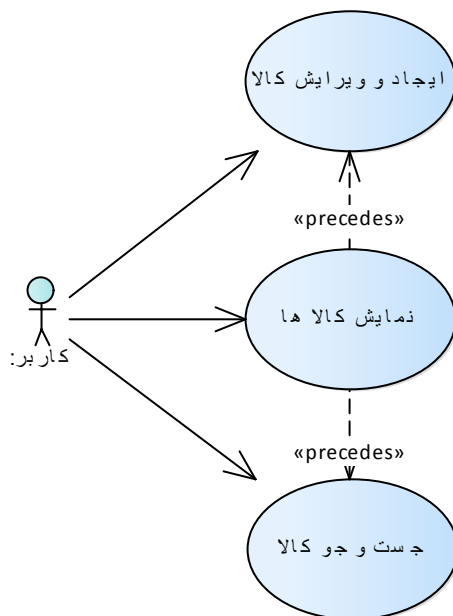 ایجاد و ویرایش کالا
«precedes»
نمایش کالا ها
کاربر:
«precedes»
جست و جو کالا